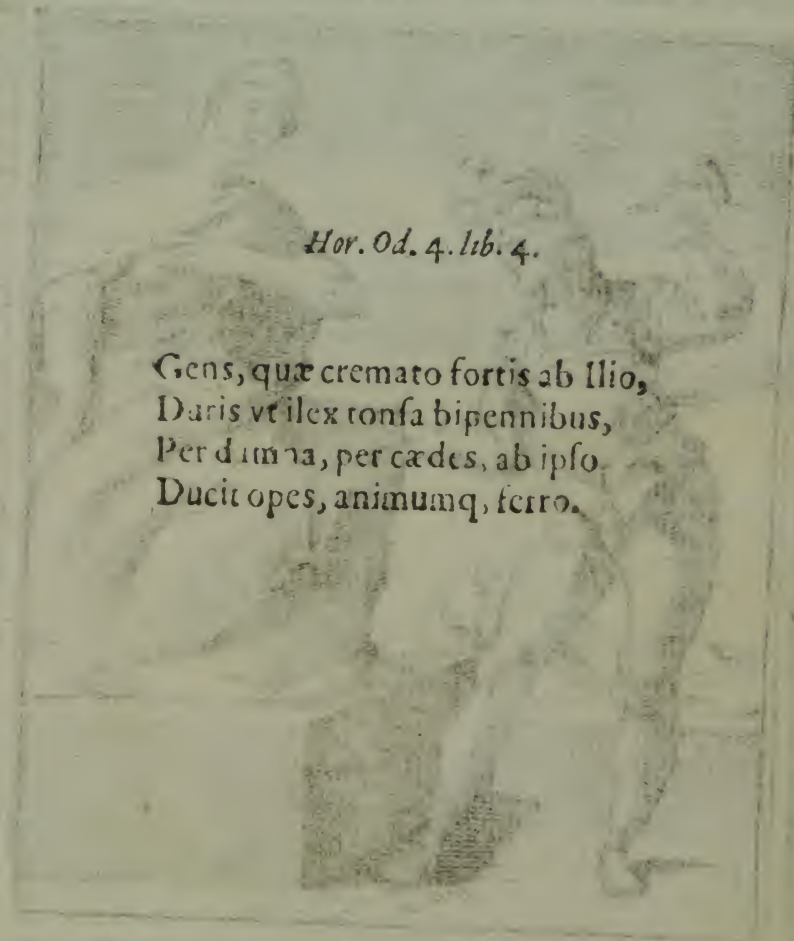 Hor. Od. 4. lib. 4.
Gens, quæ cremato fortis ab Ilio,
Duris vt ilex tonſa bipennibus,
Per damna, per cædes, ab ipſo
Ducit opes, animumq, ferro.